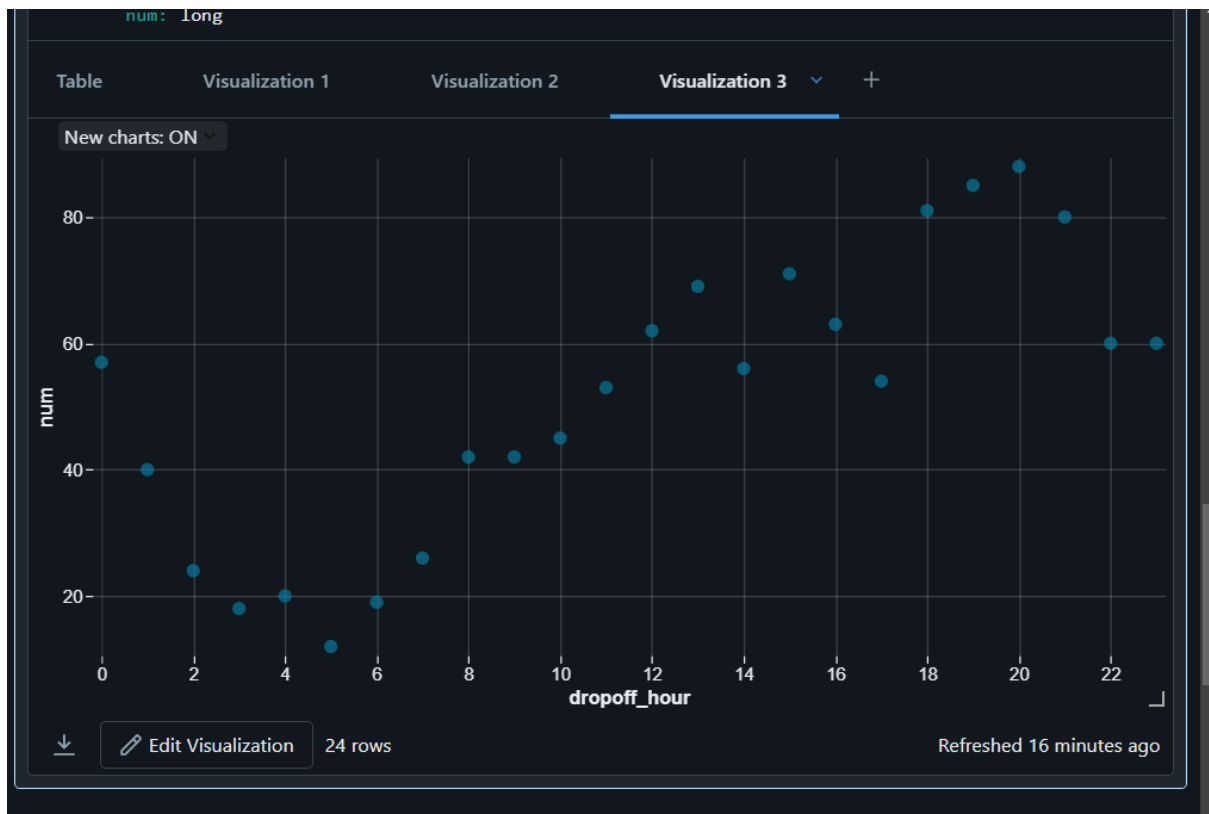 num: long
Table Visualization 1 Visualization 2 Visualization 3
New charts: ON
80
60
40
20
num
0 2 4 6 8 10 12 14 16 18 20 22
dropoff_hour
Edit Visualization 24 rows Refreshed 16 minutes ago